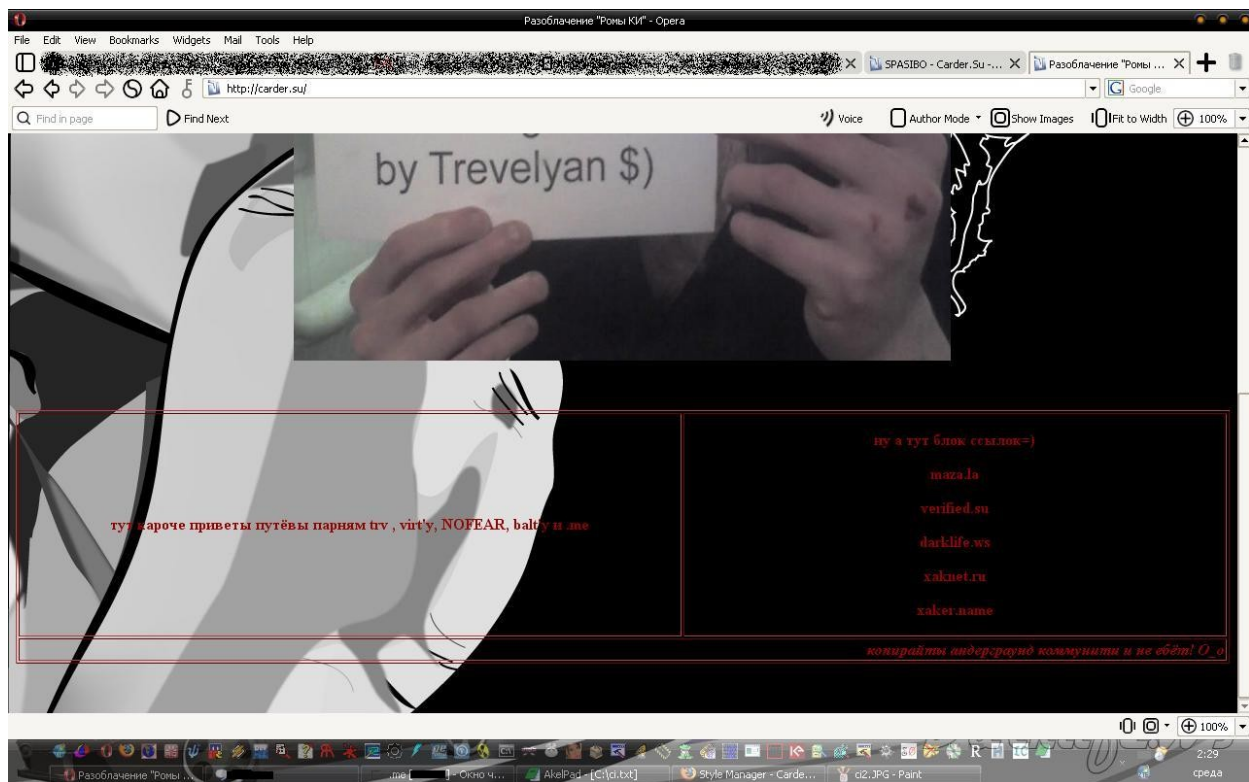 Разоблачение "Ромы КИ" - Opera
File Edit View Bookmarks Widgets Mail Tools Help
SPASIBO - Carder.Su -... Разоблачение "Ромы ...
http://carder.su/ Google
Find in page Find Next Voice Author Mode Show Images Fit to Width 100%
by Trevelyan $)
ну а тут блок ссылок=)
maza.la
verified.su
тут кароче приветы путёвы парням trv , virt'y, NOFEAR, balt'y и .me
darklife.ws
xaknet.ru
xaker.name
копирайты андерграунд коммунити и не ебёт! О_о
100%
2:29
Разоблачение "Ромы ... .me - Окно ч... AkelPad - [C:\ci.txt] Style Manager - Carde... ci2.JPG - Paint среда